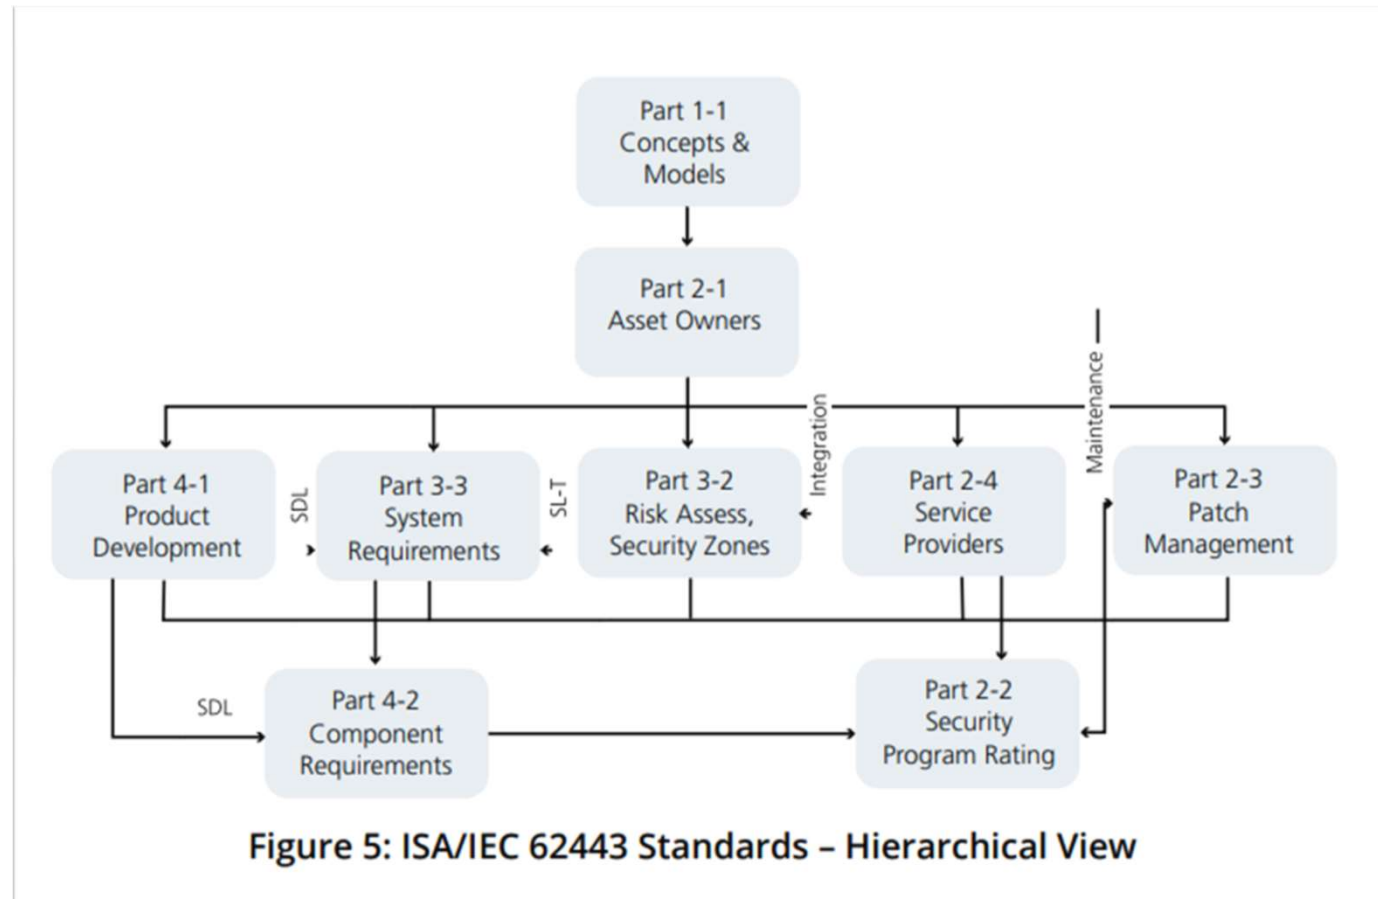 Part 1-1
Concepts &
Models
Part 2-1
Asset Owners
Integration
Maintenance
Part 4-1
Product
Development
SDL
Part 3-3
System
Requirements
SL-T
Part 3-2
Risk Assess,
Security Zones
Part 2-4
Service
Providers
Part 2-3
Patch
Management
SDL
Part 4-2
Component
Requirements
Part 2-2
Security
Program Rating
Figure 5: ISA/IEC 62443 Standards – Hierarchical View